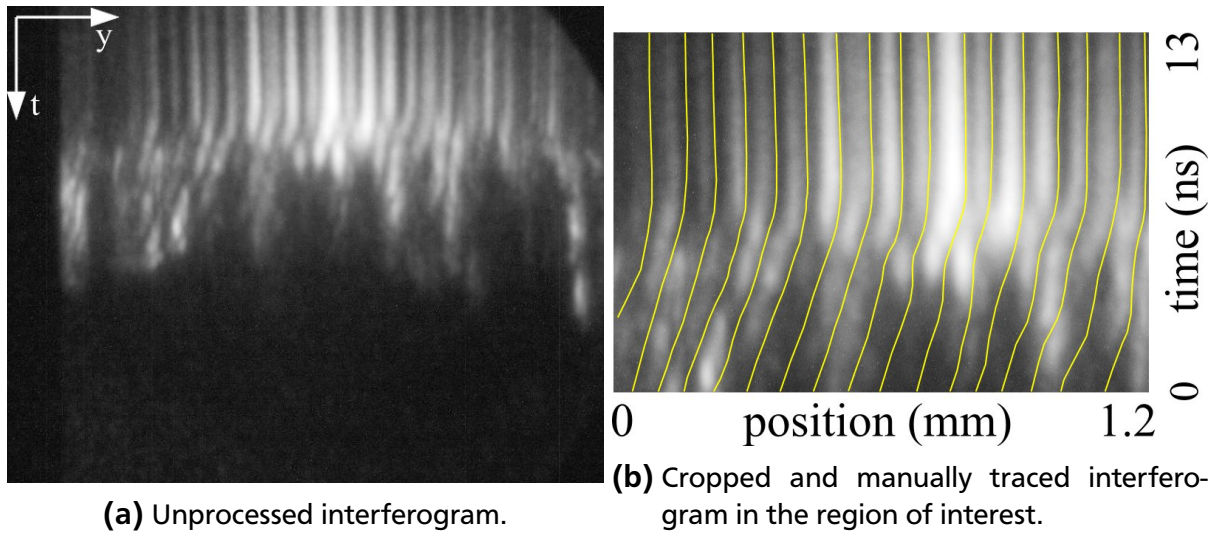 y
t
13
time (ns)
0
0 position (mm) 1.2
(a) Unprocessed interferogram.
(b) Cropped and manually traced interfero-
gram in the region of interest.